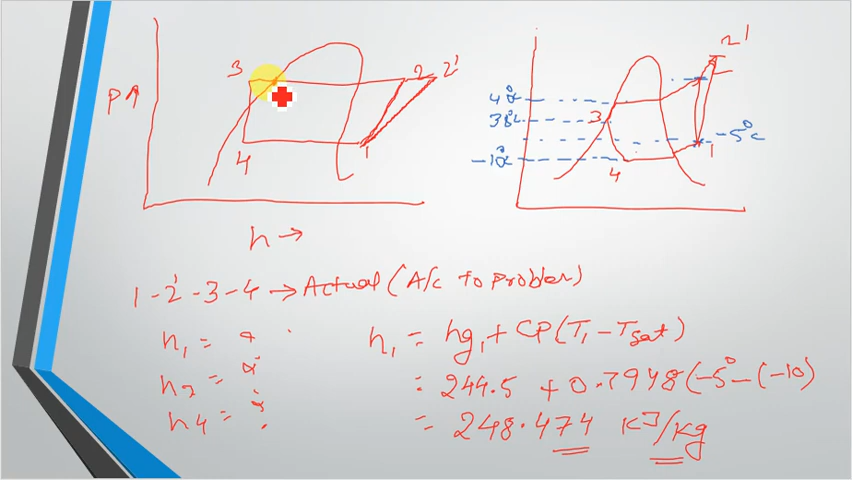 3
2
2'
P↑
4
1
h →
2'
40°c
38°c
3
-5°c
1
-10°c
4
1-2'-3-4 → Actual (A/c to problem)
h1 = ?
h2 = ?
h4 = ?
h1 = hg1 + CP(T1 - Tsat)
= 244.5 + 0.7948(-5° - (-10)
= 248.474 KJ/Kg